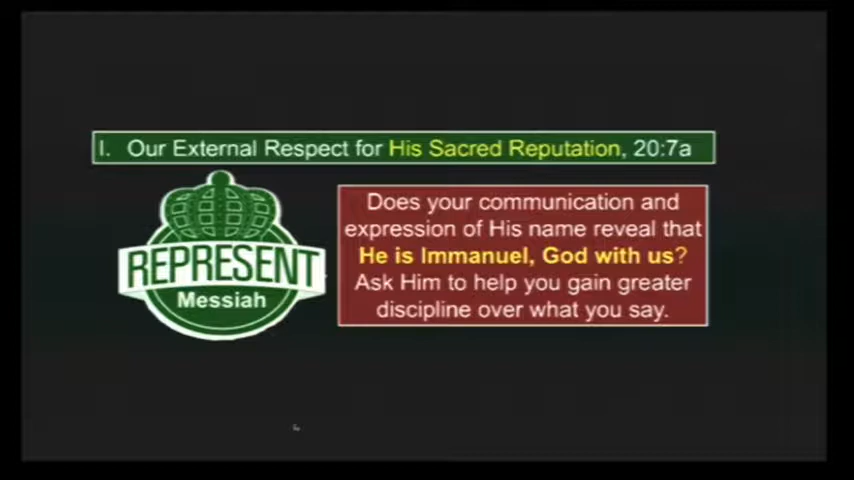 I. Our External Respect for His Sacred Reputation, 20:7a
REPRESENT
Messiah
Does your communication and
expression of His name reveal that
He is Immanuel, God with us?
Ask Him to help you gain greater
discipline over what you say.